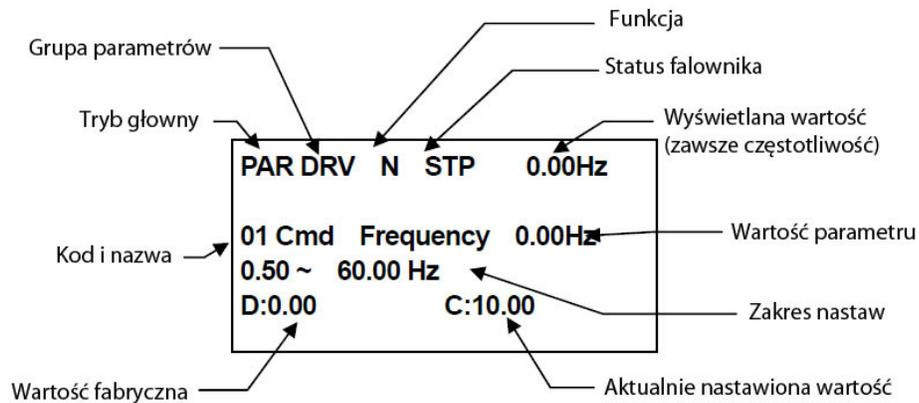 Funkcja
Grupa parametrów
Status falownika
Tryb głowny
Wyświetlana wartość
(zawsze częstotliwość)
PAR DRV N STP 0.00Hz
01 Cmd Frequency 0.00Hz
Wartość parametru
Kod i nazwa
0.50 ~ 60.00 Hz
D:0.00 C:10.00
Zakres nastaw
Wartość fabryczna
Aktualnie nastawiona wartość